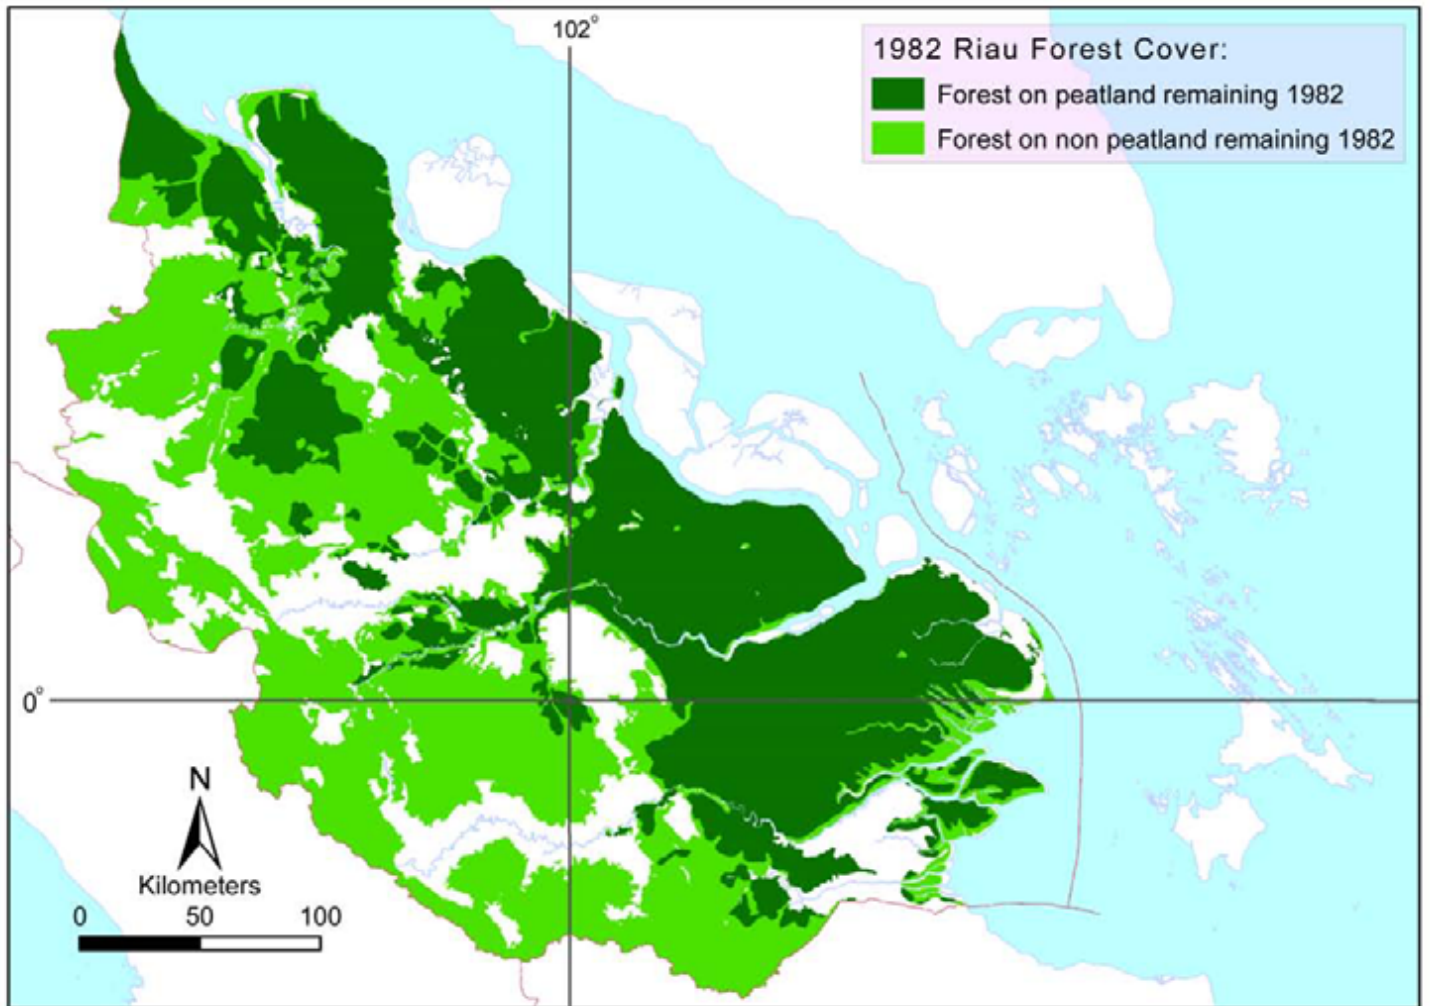 102°
1982 Riau Forest Cover:
Forest on peatland remaining 1982
Forest on non peatland remaining 1982
0°
N
Kilometers
0 50 100